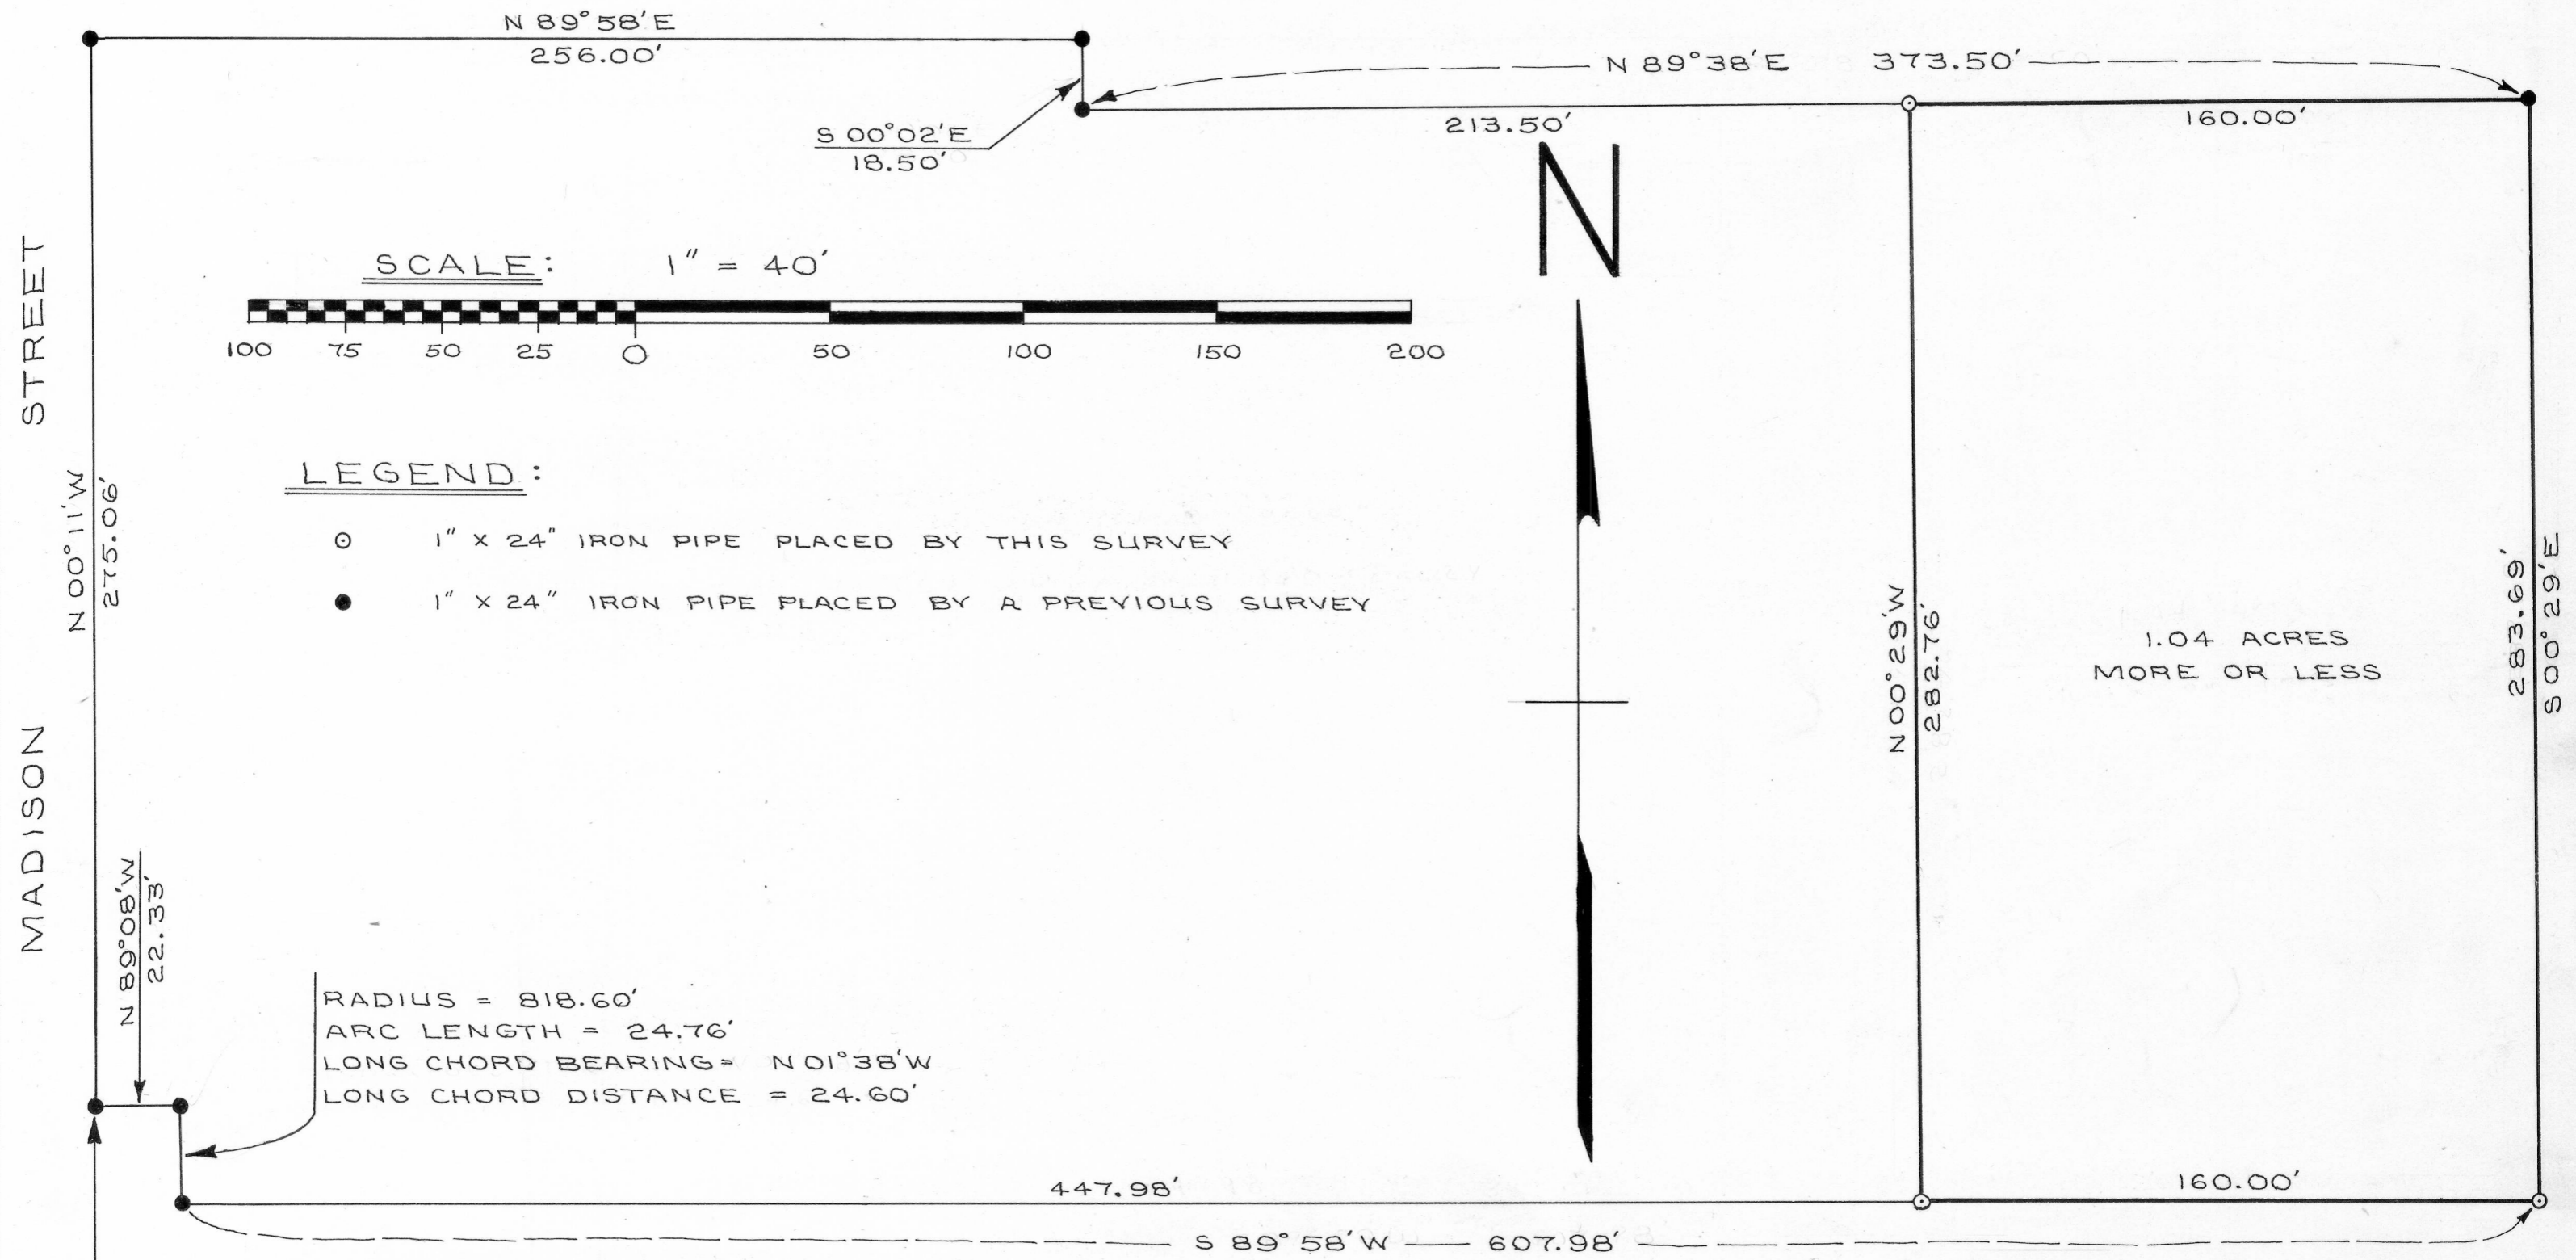 N 89°58'E
256.00'
N 89°38'E 373.50'
S 00°02'E
18.50'
213.50'
160.00'
N
SCALE: 1" = 40'
100 75 50 25 0 50 100 150 200
MADISON STREET
N 00°11'W
275.06'
LEGEND:
1" X 24" IRON PIPE PLACED BY THIS SURVEY
1" X 24" IRON PIPE PLACED BY A PREVIOUS SURVEY
N 00°29'W
282.76'
1.04 ACRES
MORE OR LESS
283.69'
S 00°29'E
N 89°08'W
22.33'
RADIUS = 818.60'
ARC LENGTH = 24.76'
LONG CHORD BEARING= N 01°38'W
LONG CHORD DISTANCE = 24.60'
447.98'
160.00'
S 89°58'W 607.98'